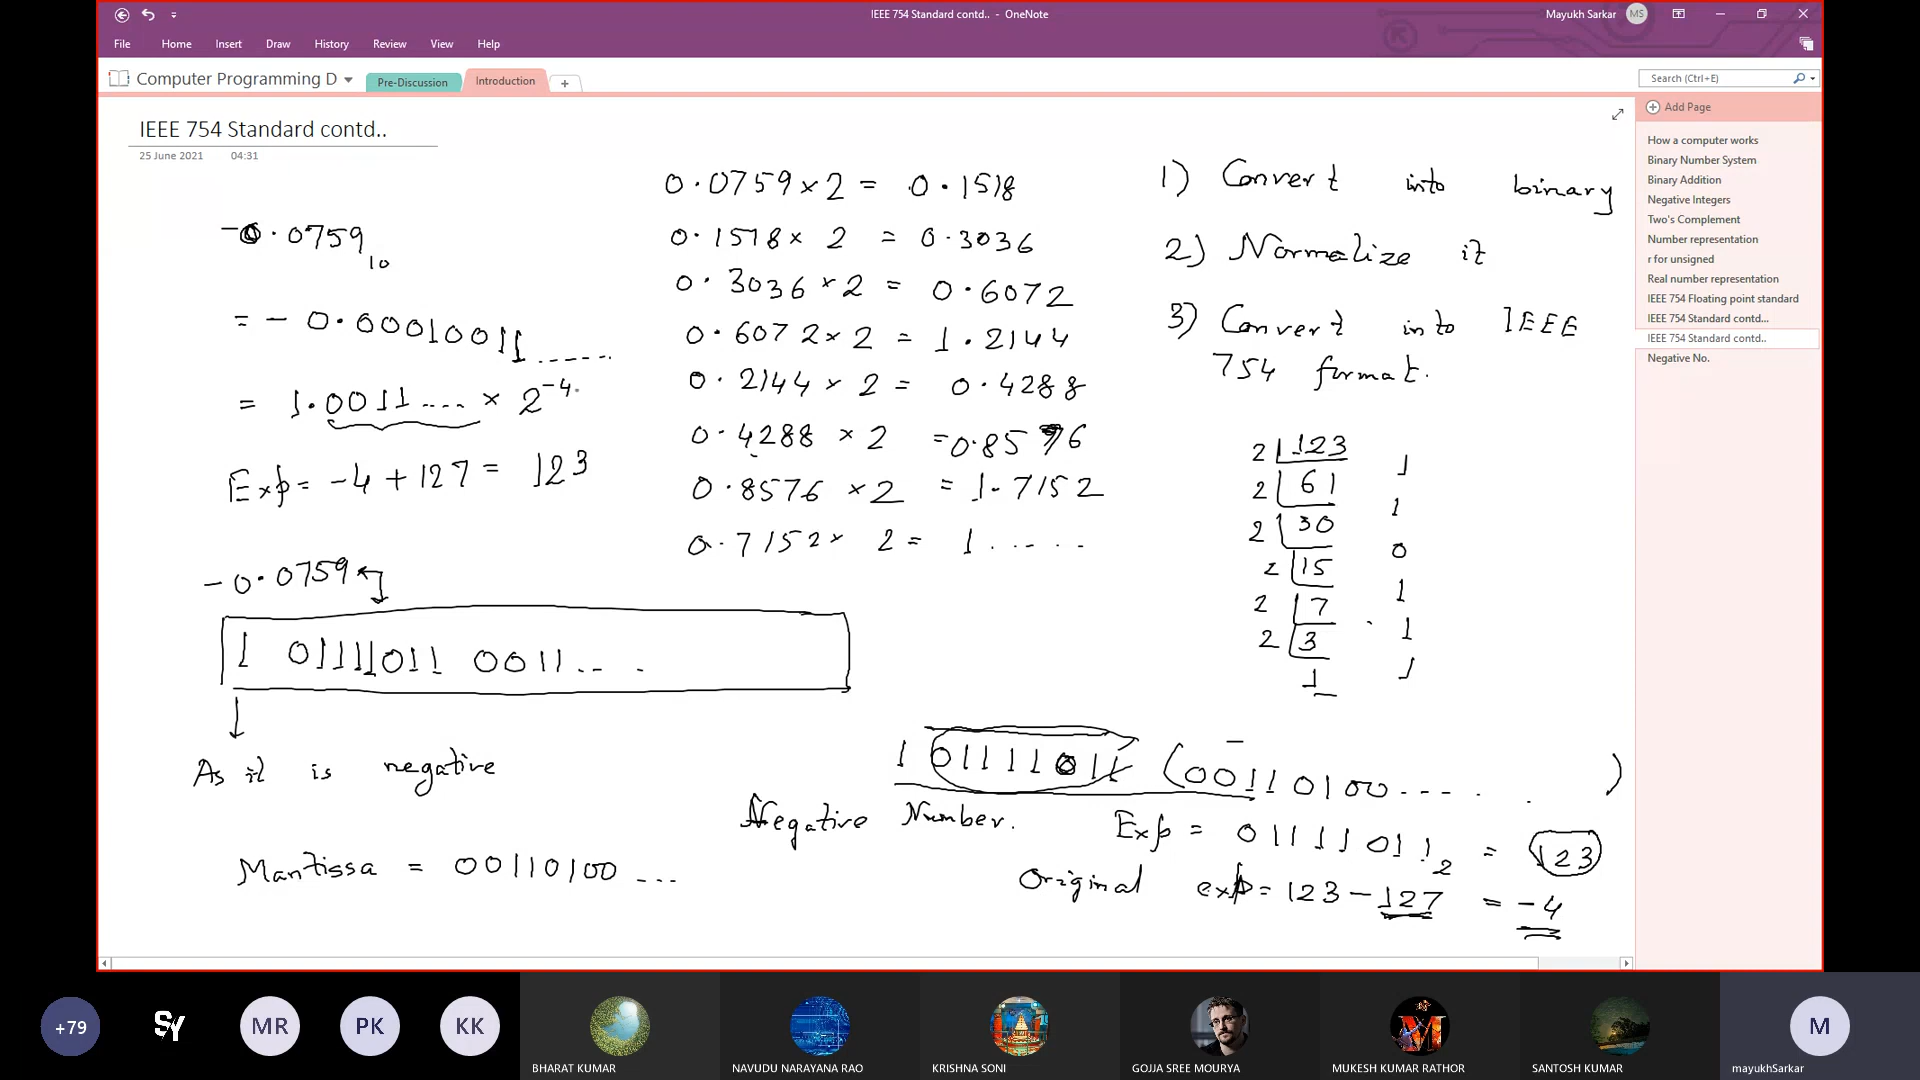 IEEE 754 Standard contd.. - OneNote
Mayukh Sarkar MS
File Home Insert Draw History Review View Help
Computer Programming D
Pre-Discussion
Introduction
Search (Ctrl+E)
IEEE 754 Standard contd..
25 June 2021 04:31
-0.0759₁₀
= - 0.00010011......
= 1.0011.... × 2⁻⁴
Exp = -4 + 127 = 123
-0.0759
1 01111011 0011... .
As it is negative
Mantissa = 00110100 ...
0.0759 × 2 = 0.1518
0.1518 × 2 = 0.3036
0.3036 × 2 = 0.6072
0.6072 × 2 = 1.2144
0.2144 × 2 = 0.4288
0.4288 × 2 = 0.8576
0.8576 × 2 = 1.7152
0.7152 × 2 = 1 .....
1) Convert into binary
2) Normalize it
3) Convert into IEEE
754 format.
2 123 1
2 61 1
2 30 0
2 15 1
2 7 1
2 3 1
1
1 01111011 (00110100.... . )
Negative Number.
Exp = 01111011₂ = 123
Original exp = 123 - 127 = -4
Add Page
How a computer works
Binary Number System
Binary Addition
Negative Integers
Two's Complement
Number representation
r for unsigned
Real number representation
IEEE 754 Floating point standard
IEEE 754 Standard contd...
IEEE 754 Standard contd..
Negative No.
+79
SY
MR
PK
KK
BHARAT KUMAR
NAVUDU NARAYANA RAO
KRISHNA SONI
GOJJA SREE MOURYA
MUKESH KUMAR RATHOR
SANTOSH KUMAR
M
mayukhSarkar